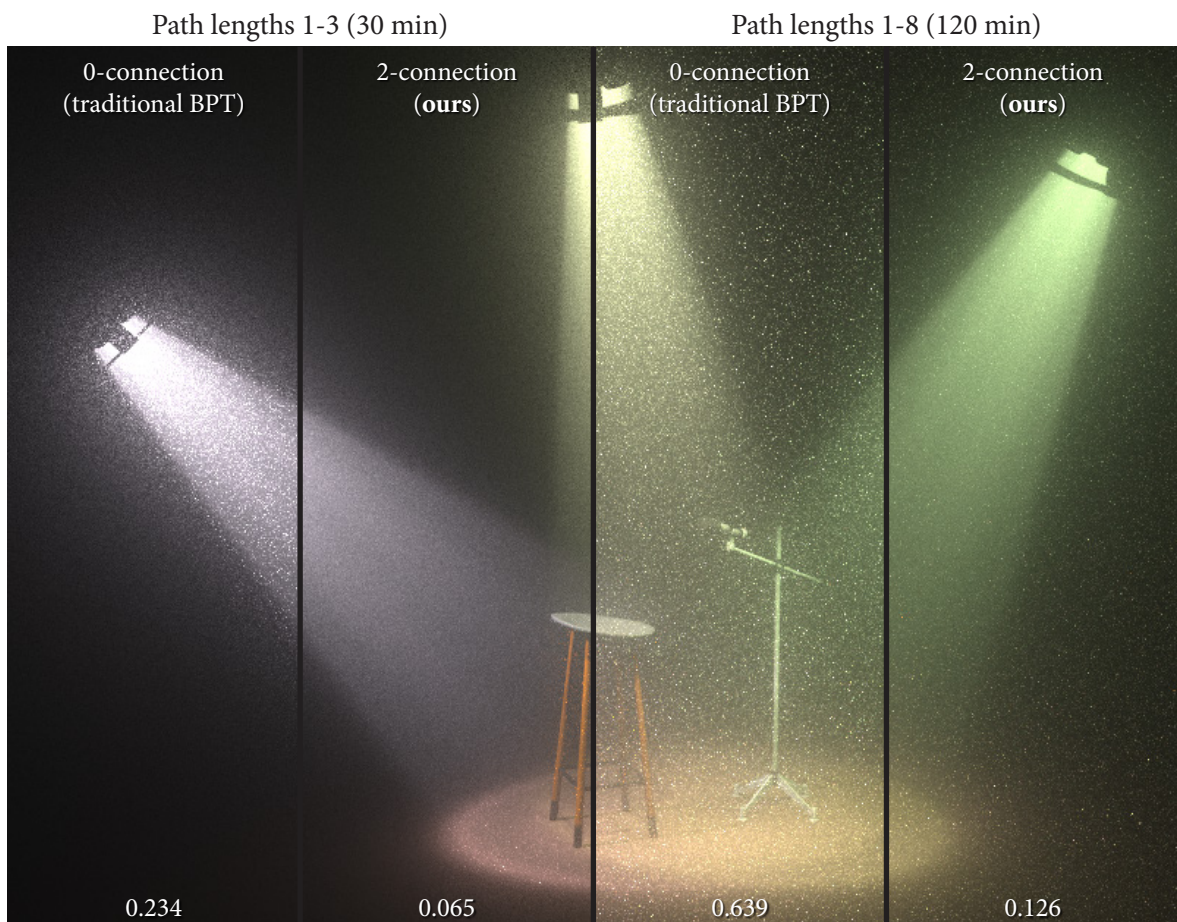 Path lengths 1-3 (30 min)
Path lengths 1-8 (120 min)
0-connection
(traditional BPT)
2-connection
(ours)
0-connection
(traditional BPT)
2-connection
(ours)
0.234
0.065
0.639
0.126